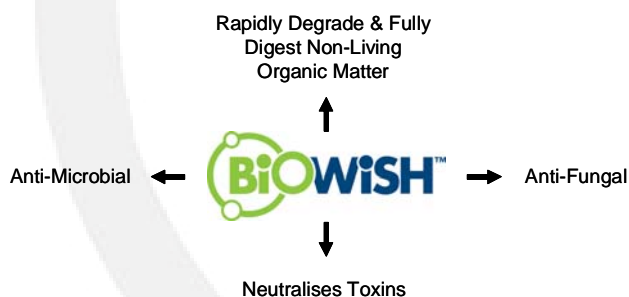 Rapidly Degrade & Fully
Digest Non-Living
Organic Matter
Anti-Microbial
BiOWiSH™
Anti-Fungal
Neutralises Toxins